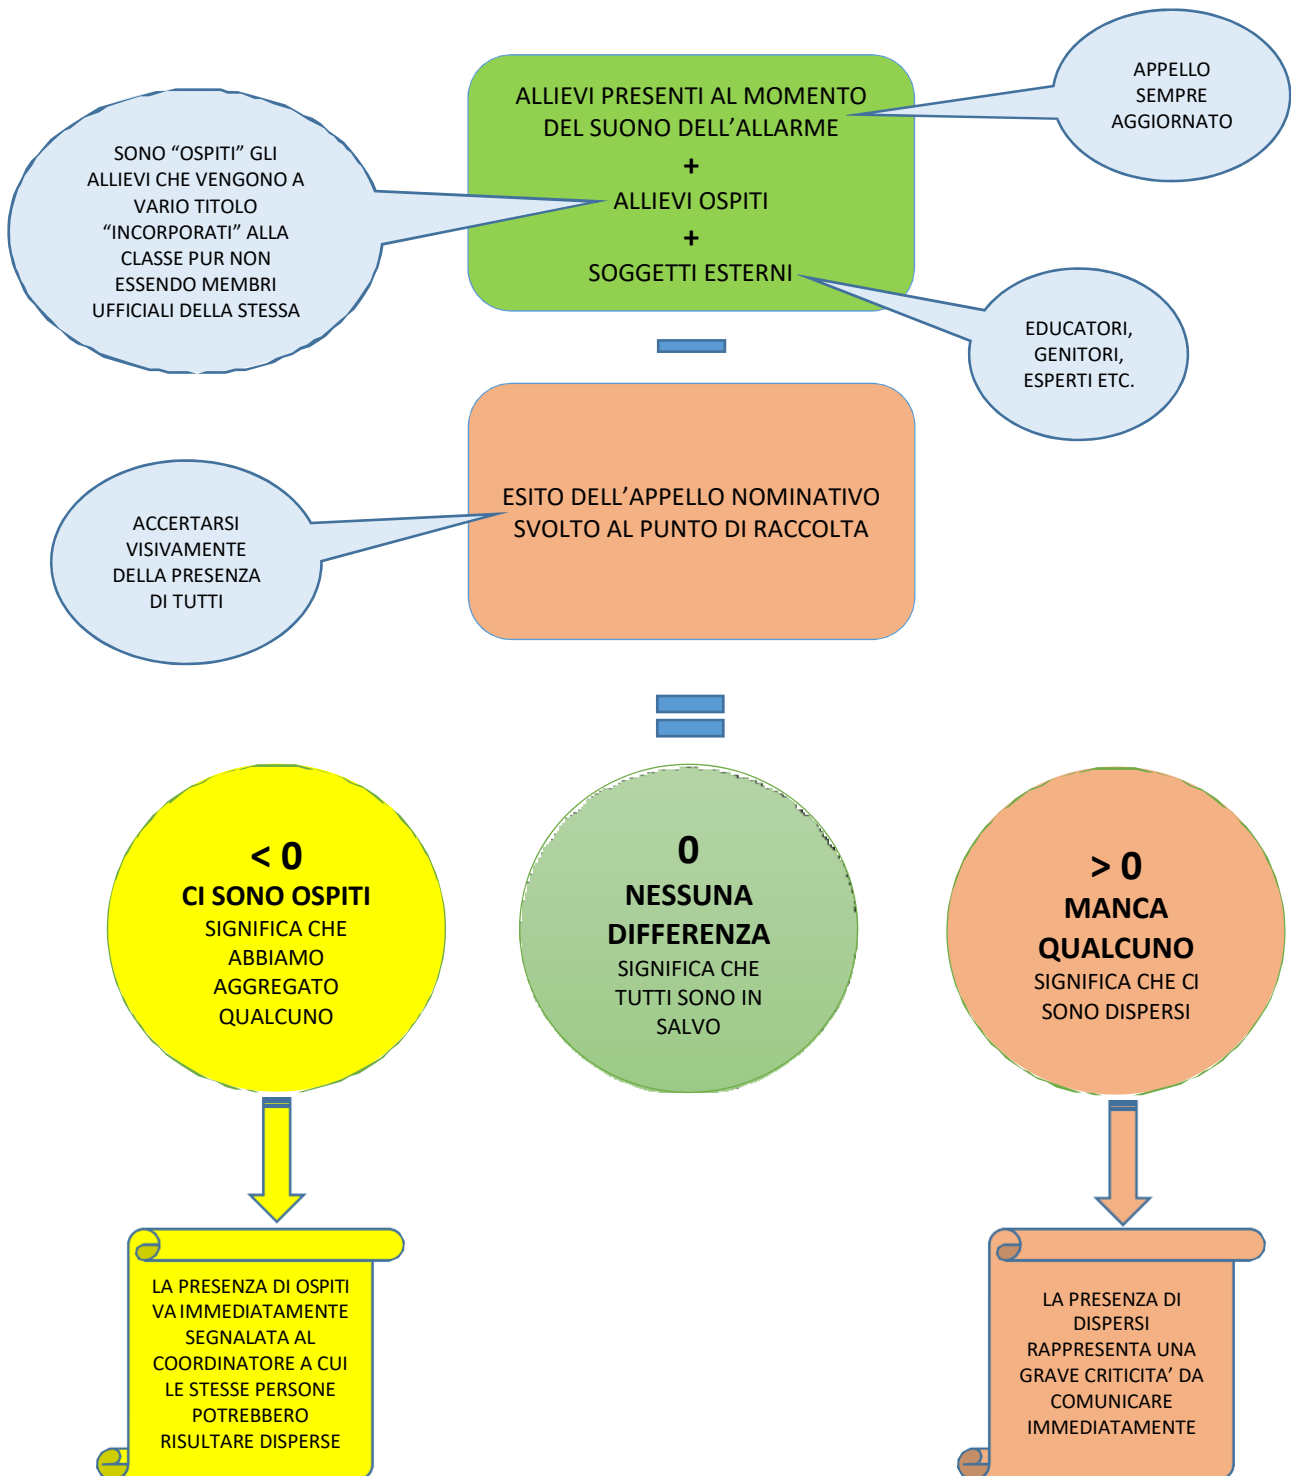 APPELLO
SEMPRE
AGGIORNATO
ALLIEVI PRESENTI AL MOMENTO
DEL SUONO DELL’ALLARME
+
ALLIEVI OSPITI
+
SOGGETTI ESTERNI
SONO “OSPITI” GLI
ALLIEVI CHE VENGONO A
VARIO TITOLO
“INCORPORATI” ALLA
CLASSE PUR NON
ESSENDO MEMBRI
UFFICIALI DELLA STESSA
EDUCATORI,
GENITORI,
ESPERTI ETC.
ESITO DELL’APPELLO NOMINATIVO
SVOLTO AL PUNTO DI RACCOLTA
ACCERTARSI
VISIVAMENTE
DELLA PRESENZA
DI TUTTI
< 0
CI SONO OSPITI
SIGNIFICA CHE
ABBIAMO
AGGREGATO
QUALCUNO
0
NESSUNA
DIFFERENZA
SIGNIFICA CHE
TUTTI SONO IN
SALVO
> 0
MANCA
QUALCUNO
SIGNIFICA CHE CI
SONO DISPERSI
LA PRESENZA DI OSPITI
VA IMMEDIATAMENTE
SEGNALATA AL
COORDINATORE A CUI
LE STESSE PERSONE
POTREBBERO
RISULTARE DISPERSE
LA PRESENZA DI
DISPERSI
RAPPRESENTA UNA
GRAVE CRITICITA’ DA
COMUNICARE
IMMEDIATAMENTE